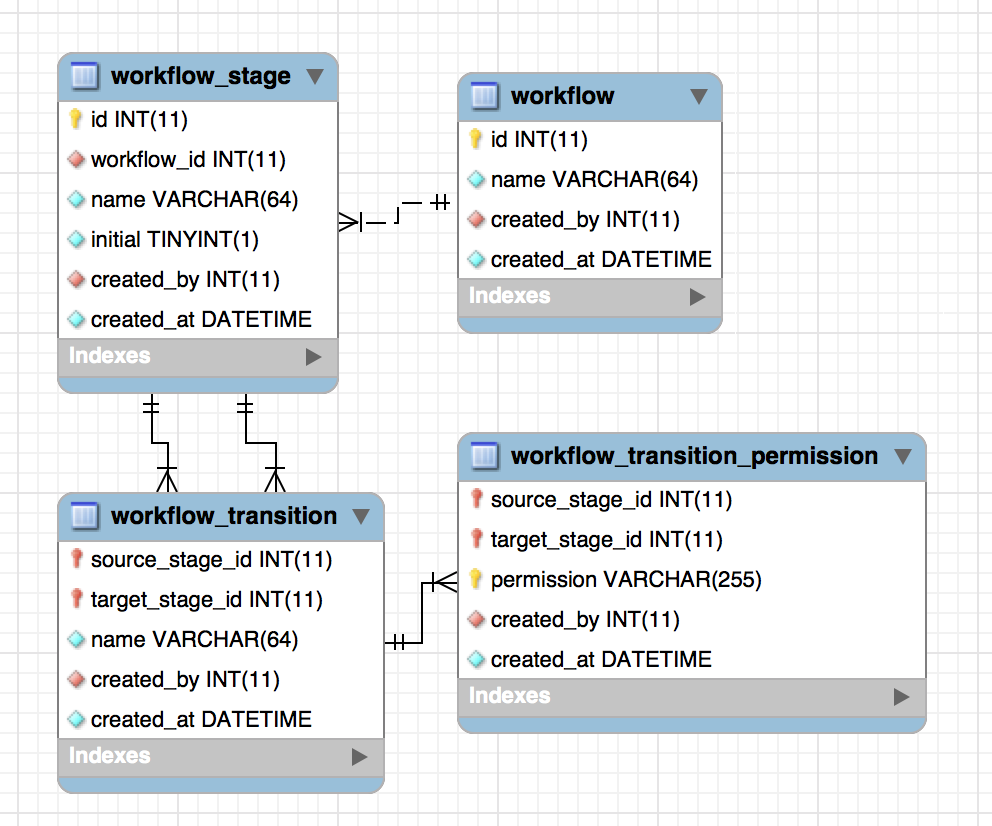 workflow_stage
id INT(11)
workflow_id INT(11)
name VARCHAR(64)
initial TINYINT(1)
created_by INT(11)
created_at DATETIME
Indexes
workflow
id INT(11)
name VARCHAR(64)
created_by INT(11)
created_at DATETIME
Indexes
workflow_transition
source_stage_id INT(11)
target_stage_id INT(11)
name VARCHAR(64)
created_by INT(11)
created_at DATETIME
Indexes
workflow_transition_permission
source_stage_id INT(11)
target_stage_id INT(11)
permission VARCHAR(255)
created_by INT(11)
created_at DATETIME
Indexes